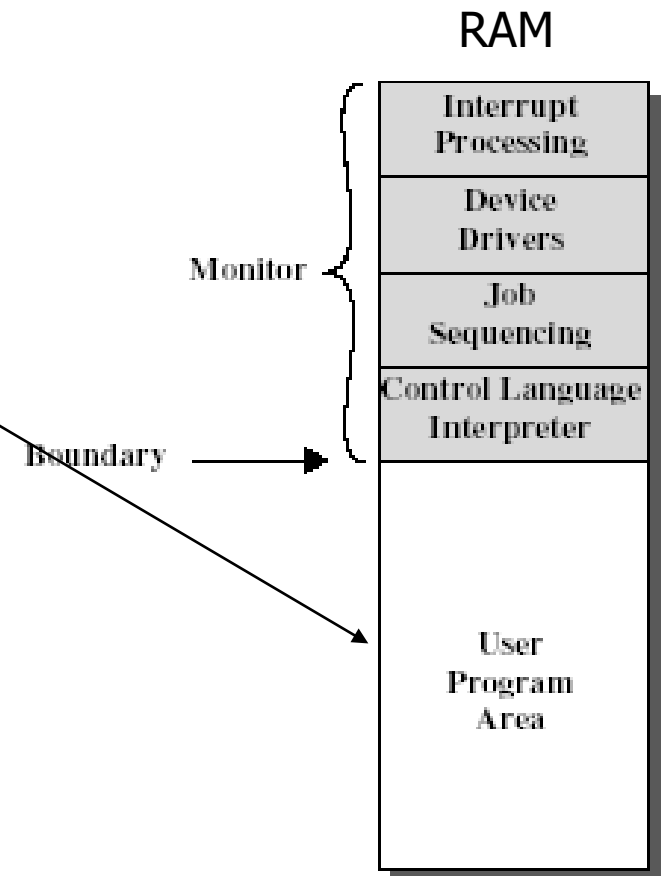 RAM
Interrupt
Processing
Device
Drivers
Monitor
Job
Sequencing
Control Language
Interpreter
Boundary
User
Program
Area